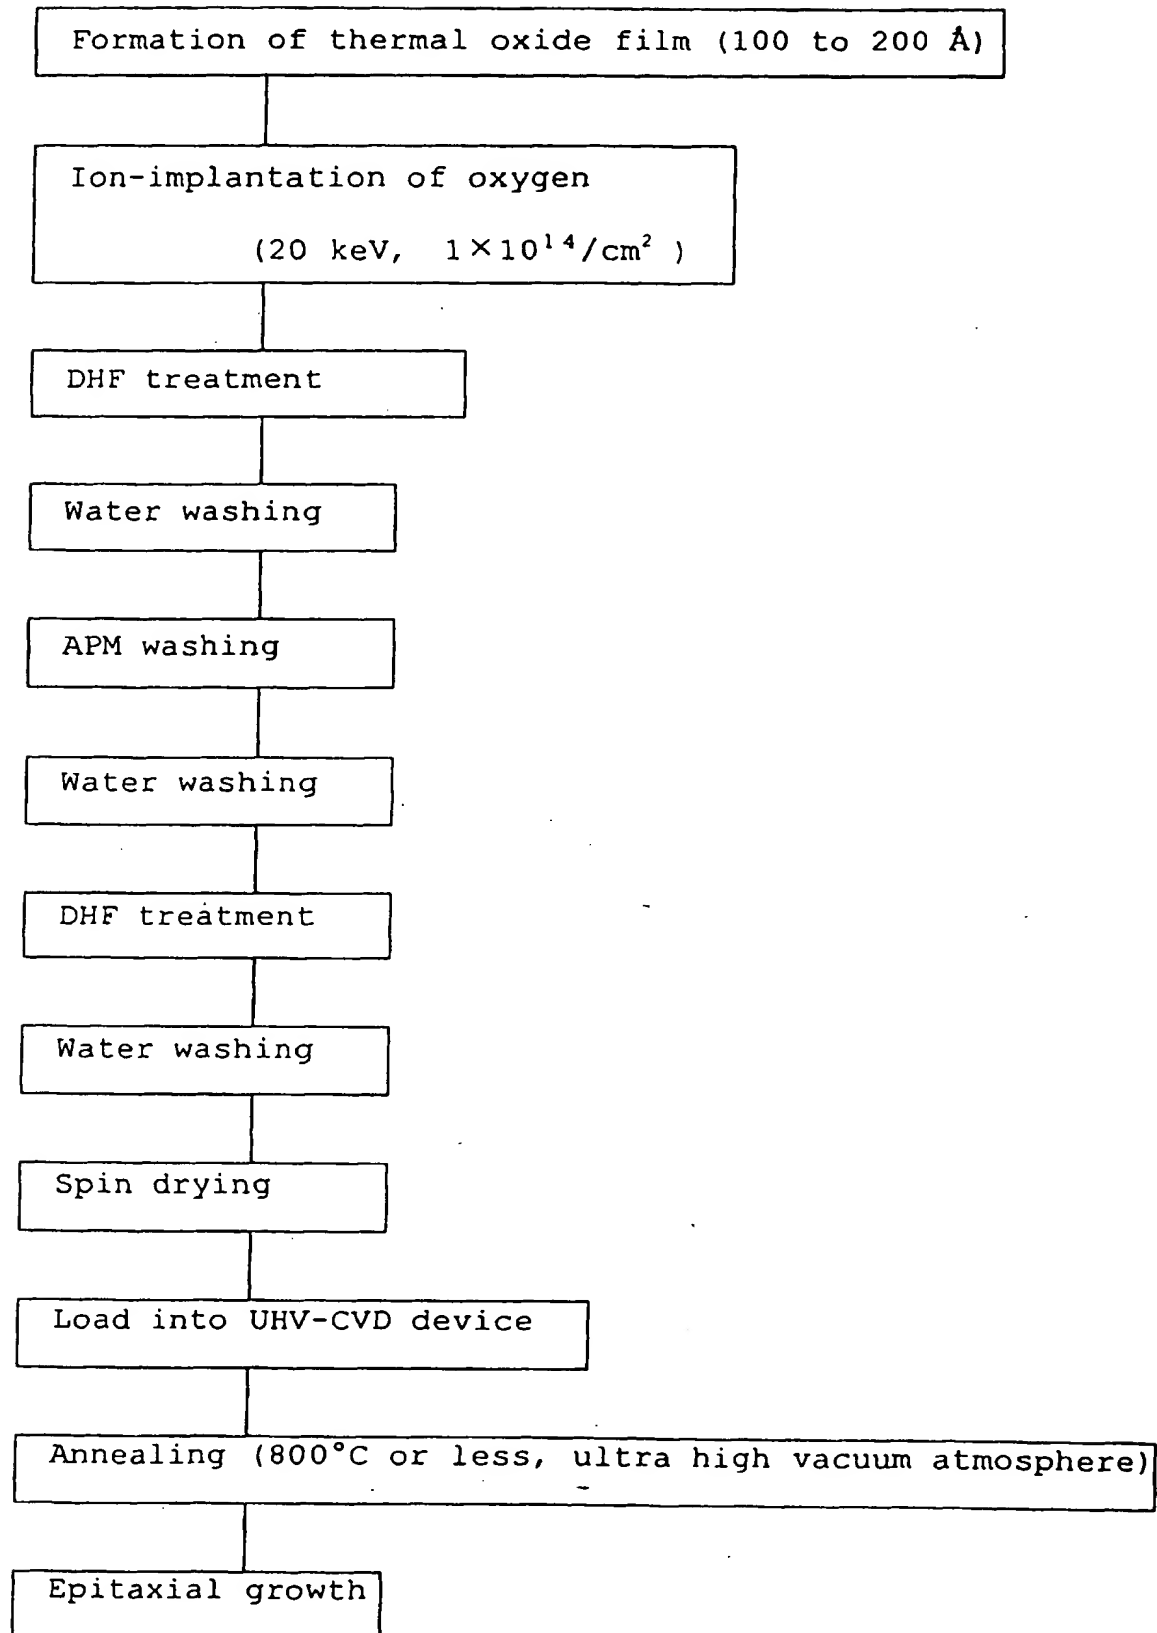 Formation of thermal oxide film (100 to 200 Å)
Ion-implantation of oxygen
(20 keV, 1×10¹⁴/cm² )
DHF treatment
Water washing
APM washing
Water washing
DHF treatment
Water washing
Spin drying
Load into UHV-CVD device
Annealing (800°C or less, ultra high vacuum atmosphere)
Epitaxial growth